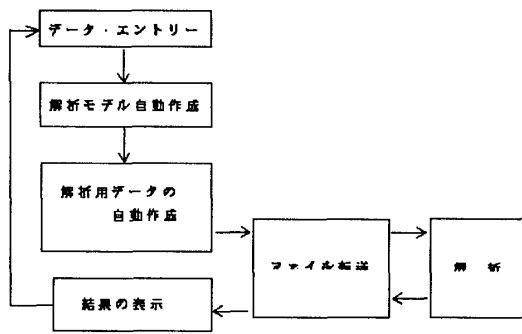 データ・エントリー
解析モデル自動作成
解析用データの
自動作成
ファイル転送
解 析
結果の表示